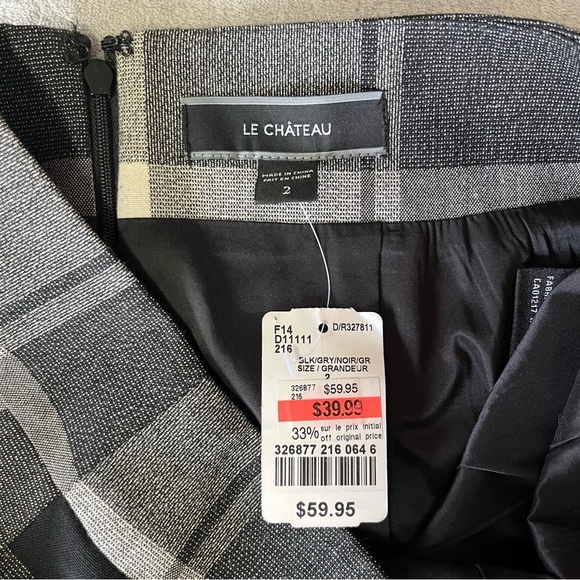 LE CHÂTEAU
MADE IN CHINA
FAIT EN CHINE
2
F14
D/R327811
D11111
216
BLK/GRY/NOIR/GR
SIZE / GRANDEUR
2
326877 $59.95
216
$39.99
33% sur le prix initial
off original price
326877 216 064 6
$59.95
CA01217